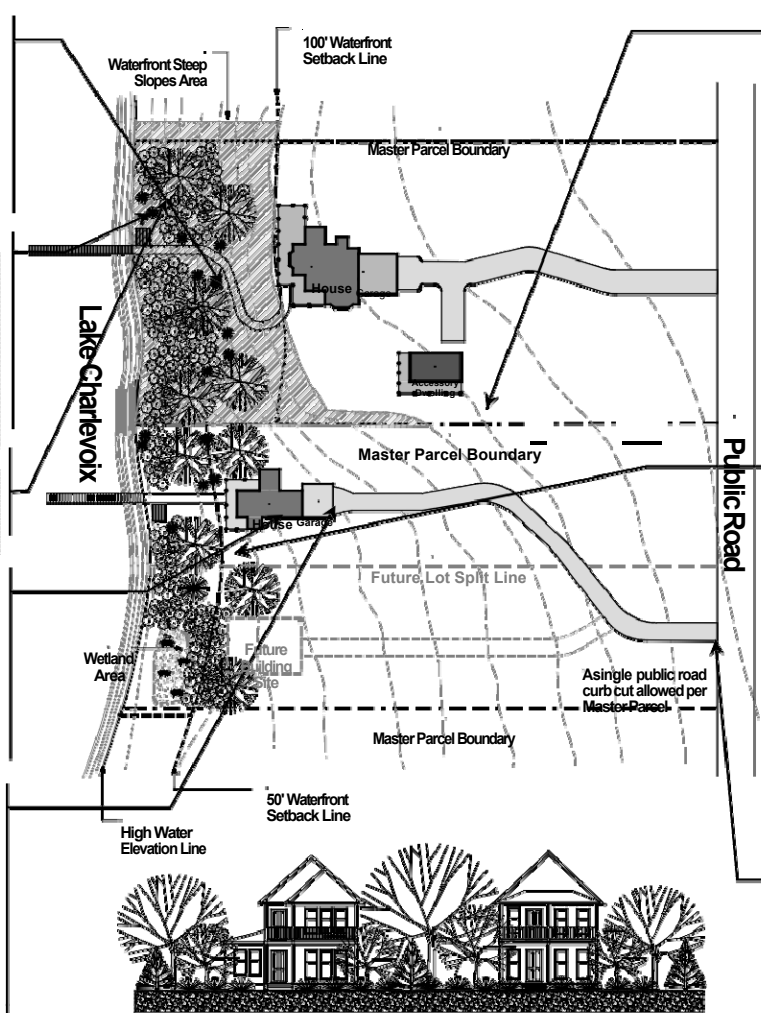 100' Waterfront
Setback Line
Waterfront Steep
Slopes Area
Master Parcel Boundary
House
Garage
Lake Charlevoix
Accessory
Dwelling
Master Parcel Boundary
Public Road
House
Garage
Future Lot Split Line
Wetland
Area
Future
Building
Site
Asingle public road
curb cut allowed per
Master Parcel
Master Parcel Boundary
50' Waterfront
Setback Line
High Water
Elevation Line